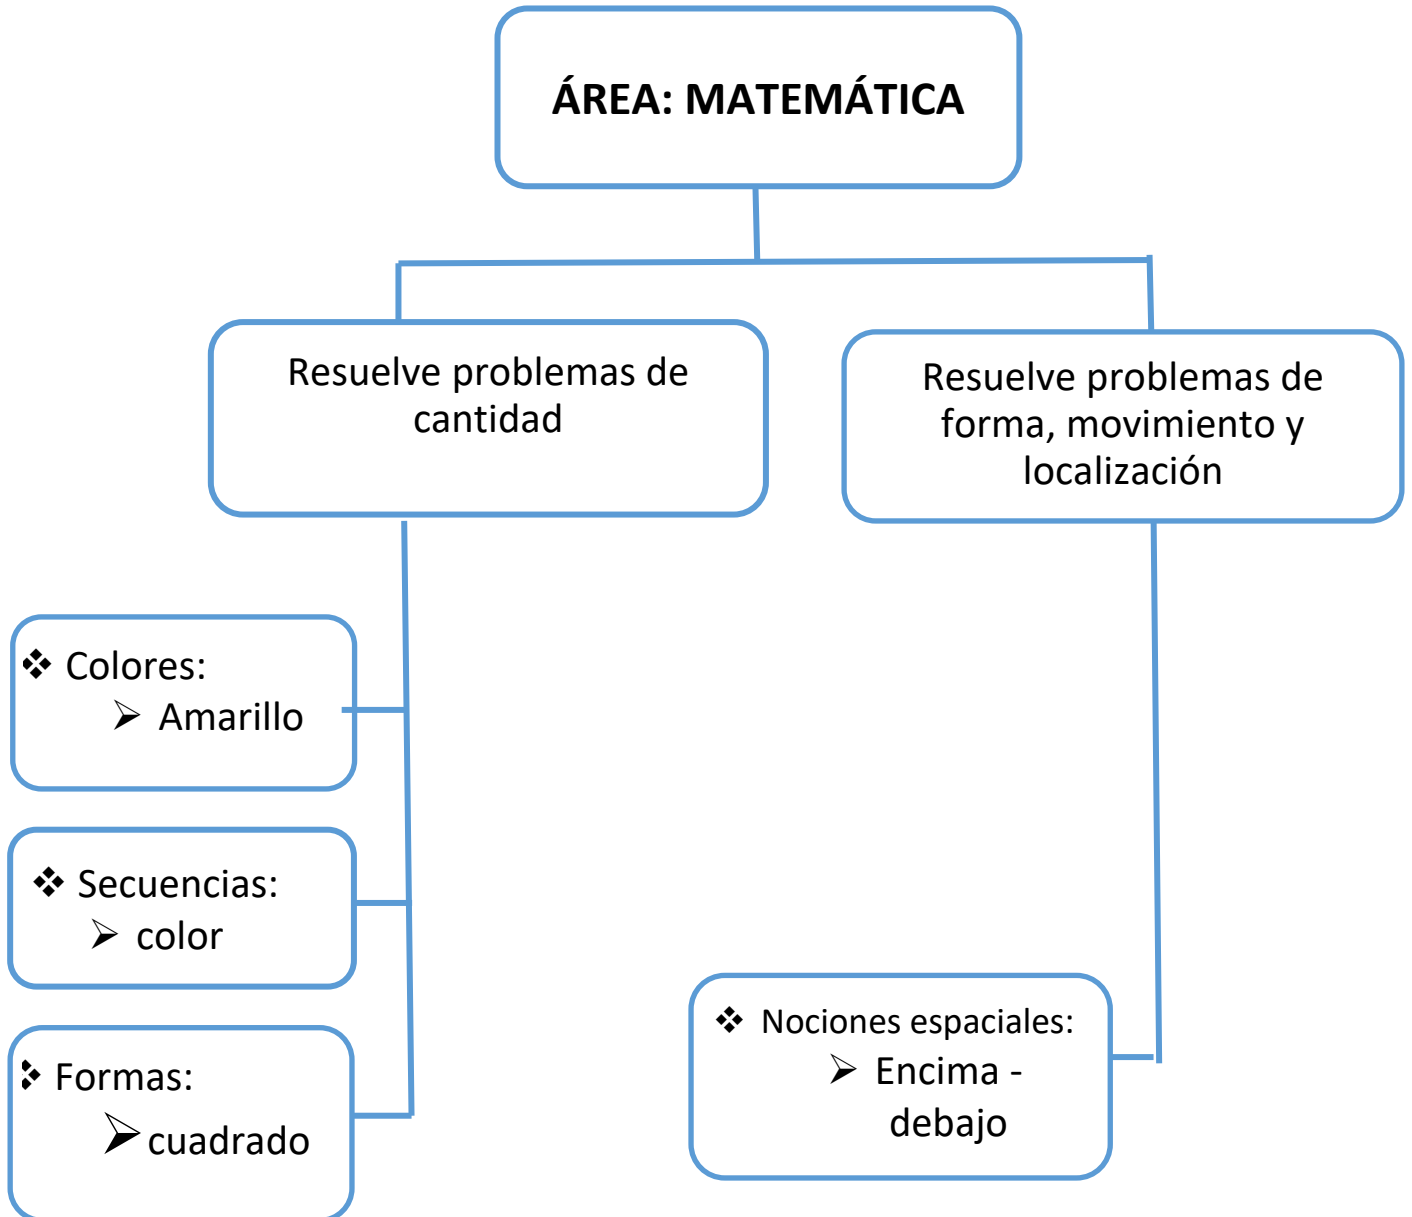 ÁREA: MATEMÁTICA
Resuelve problemas de
cantidad
Resuelve problemas de
forma, movimiento y
localización
❖ Colores:
➢ Amarillo
❖ Secuencias:
➢ color
❖ Formas:
➢ cuadrado
❖ Nociones espaciales:
➢ Encima -
debajo